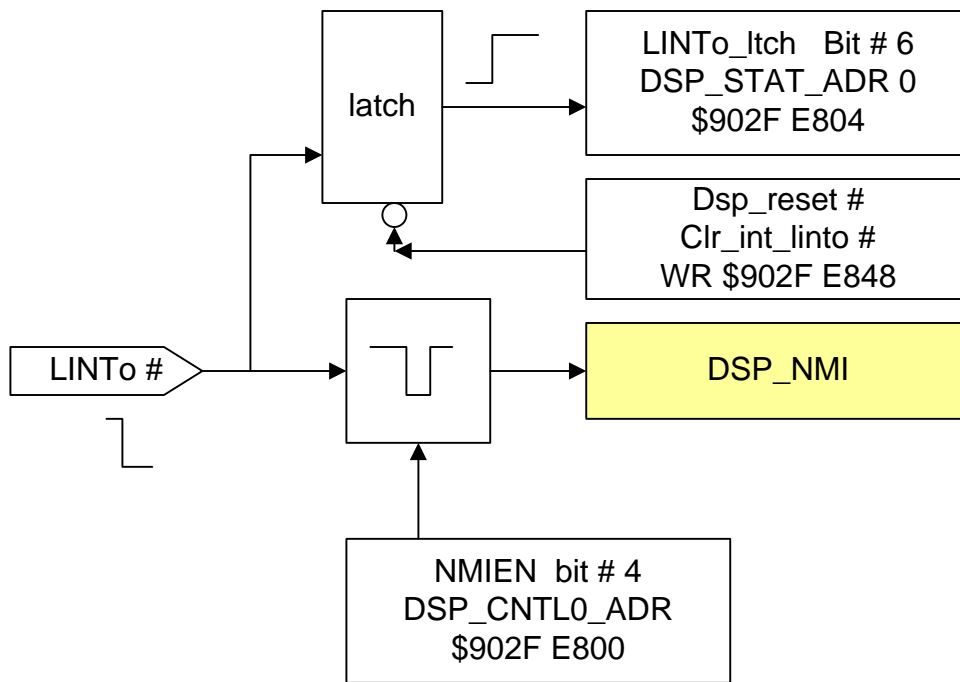 latch
LINTo_ltch   Bit # 6
DSP_STAT_ADR 0
$902F E804
Dsp_reset #
Clr_int_linto #
WR $902F E848
LINTo #
DSP_NMI
NMIEN  bit # 4
DSP_CNTL0_ADR
$902F E800